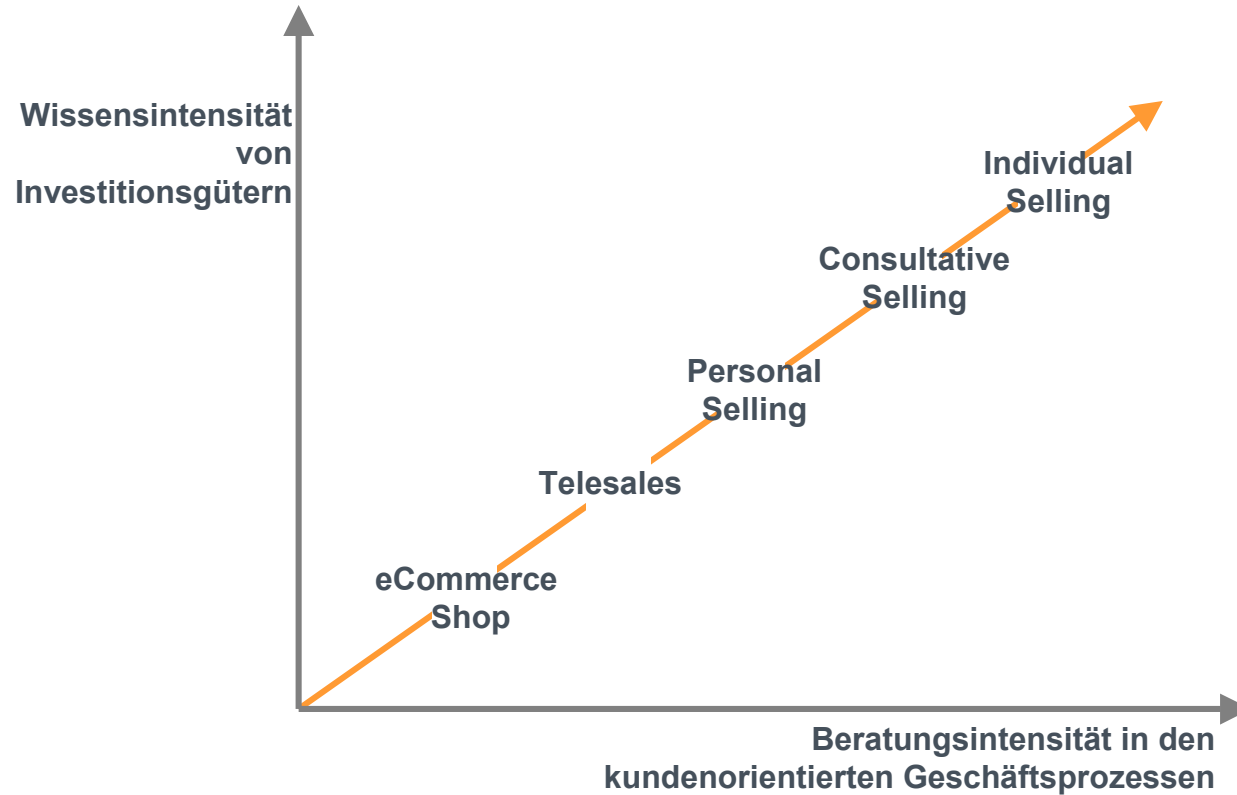 Wissensintensität
von
Investitionsgütern
Individual
Selling
Consultative
Selling
Personal
Selling
Telesales
eCommerce
Shop
Beratungsintensität in den
kundenorientierten Geschäftsprozessen